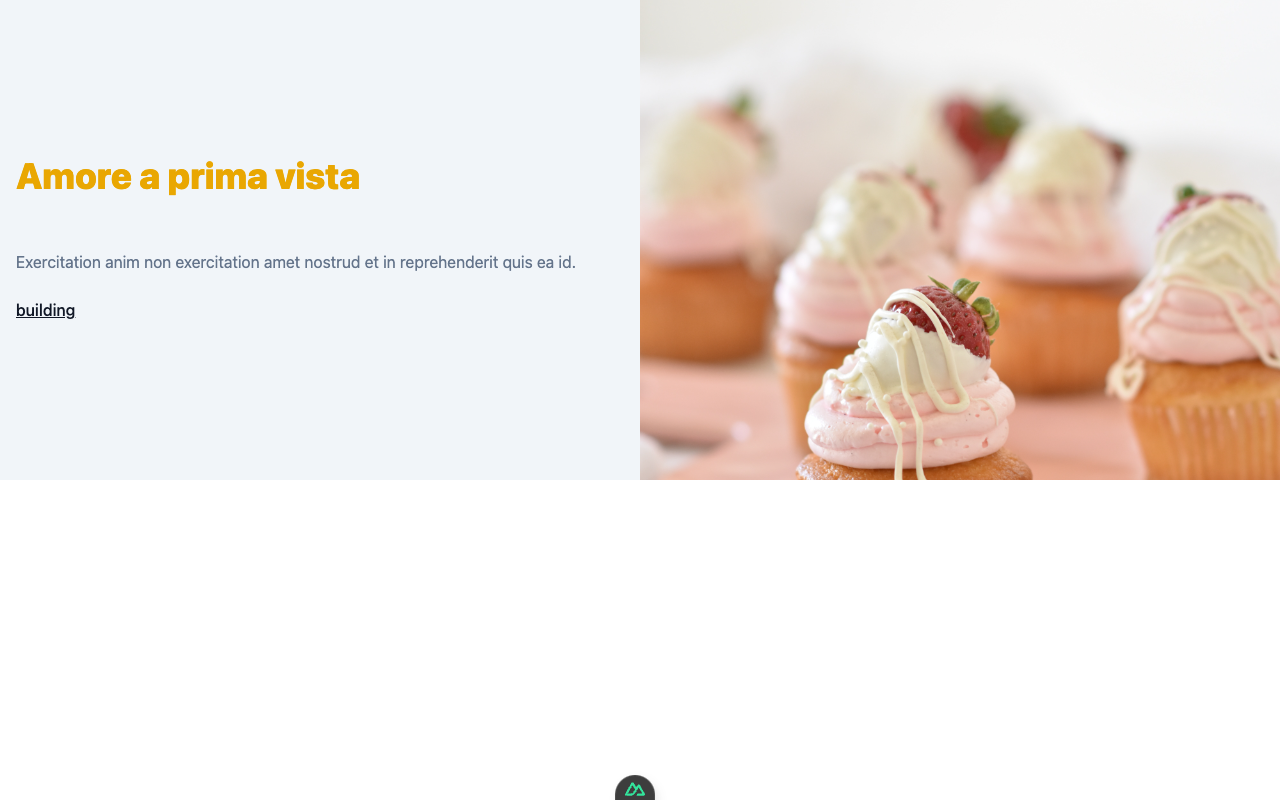 Amore a prima vista
Exercitation anim non exercitation amet nostrud et in reprehenderit quis ea id.
building